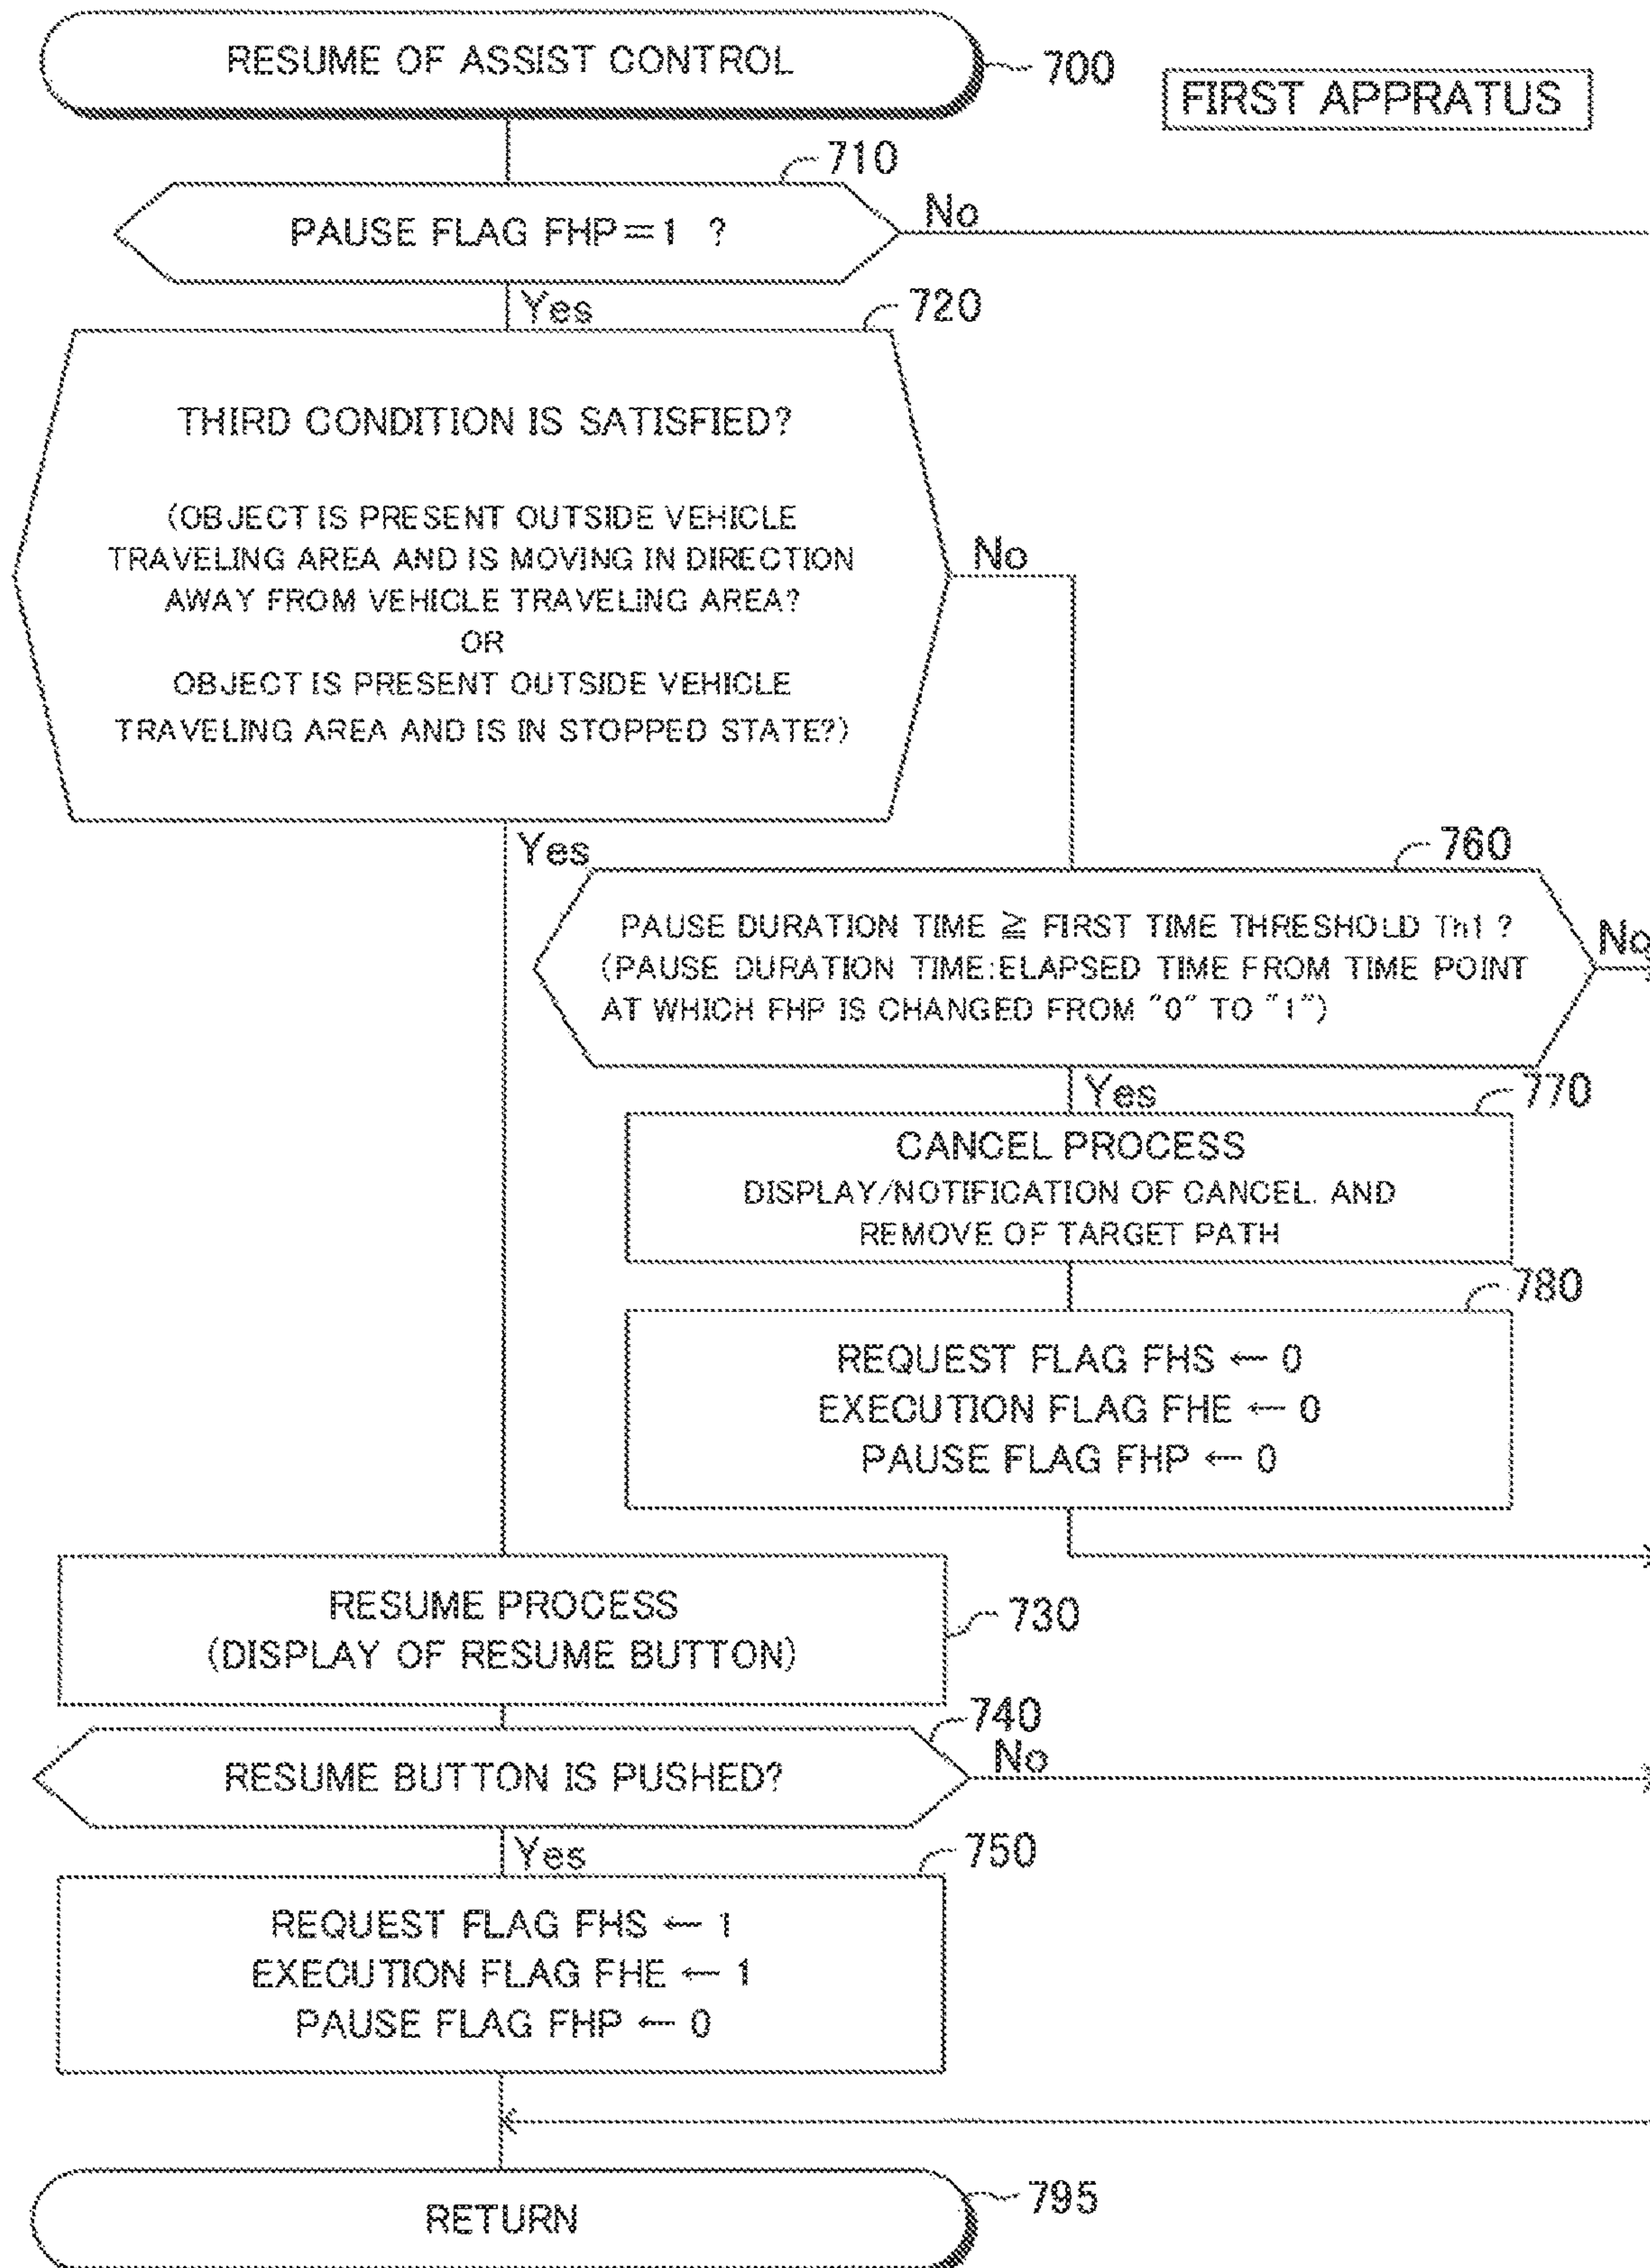 RESUME OF ASSIST CONTROL
700
FIRST APPRATUS
710
PAUSE FLAG FHP=1 ?
No
Yes
720
THIRD CONDITION IS SATISFIED?
(OBJECT IS PRESENT OUTSIDE VEHICLE
TRAVELING AREA AND IS MOVING IN DIRECTION
AWAY FROM VEHICLE TRAVELING AREA?
OR
OBJECT IS PRESENT OUTSIDE VEHICLE
TRAVELING AREA AND IS IN STOPPED STATE?)
No
Yes
760
PAUSE DURATION TIME ≧ FIRST TIME THRESHOLD Th1 ?
(PAUSE DURATION TIME:ELAPSED TIME FROM TIME POINT
AT WHICH FHP IS CHANGED FROM "0" TO "1")
No
Yes
770
CANCEL PROCESS
DISPLAY/NOTIFICATION OF CANCEL. AND
REMOVE OF TARGET PATH
780
REQUEST FLAG FHS ← 0
EXECUTION FLAG FHE ← 0
PAUSE FLAG FHP ← 0
RESUME PROCESS
(DISPLAY OF RESUME BUTTON)
730
740
RESUME BUTTON IS PUSHED?
No
Yes
750
REQUEST FLAG FHS ← 1
EXECUTION FLAG FHE ← 1
PAUSE FLAG FHP ← 0
RETURN
795